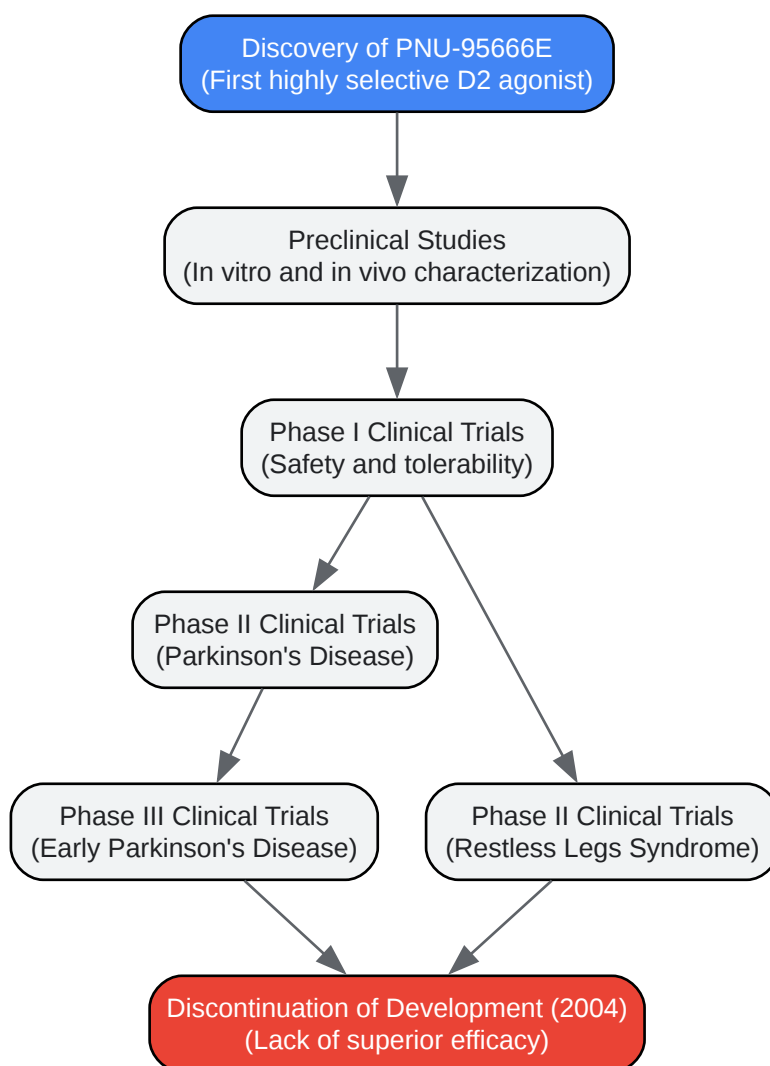 Discovery of PNU-95666E
(First highly selective D2 agonist)
Preclinical Studies
(In vitro and in vivo characterization)
Phase I Clinical Trials
(Safety and tolerability)
Phase II Clinical Trials
(Parkinson's Disease)
Phase III Clinical Trials
(Early Parkinson's Disease)
Phase II Clinical Trials
(Restless Legs Syndrome)
Discontinuation of Development (2004)
(Lack of superior efficacy)